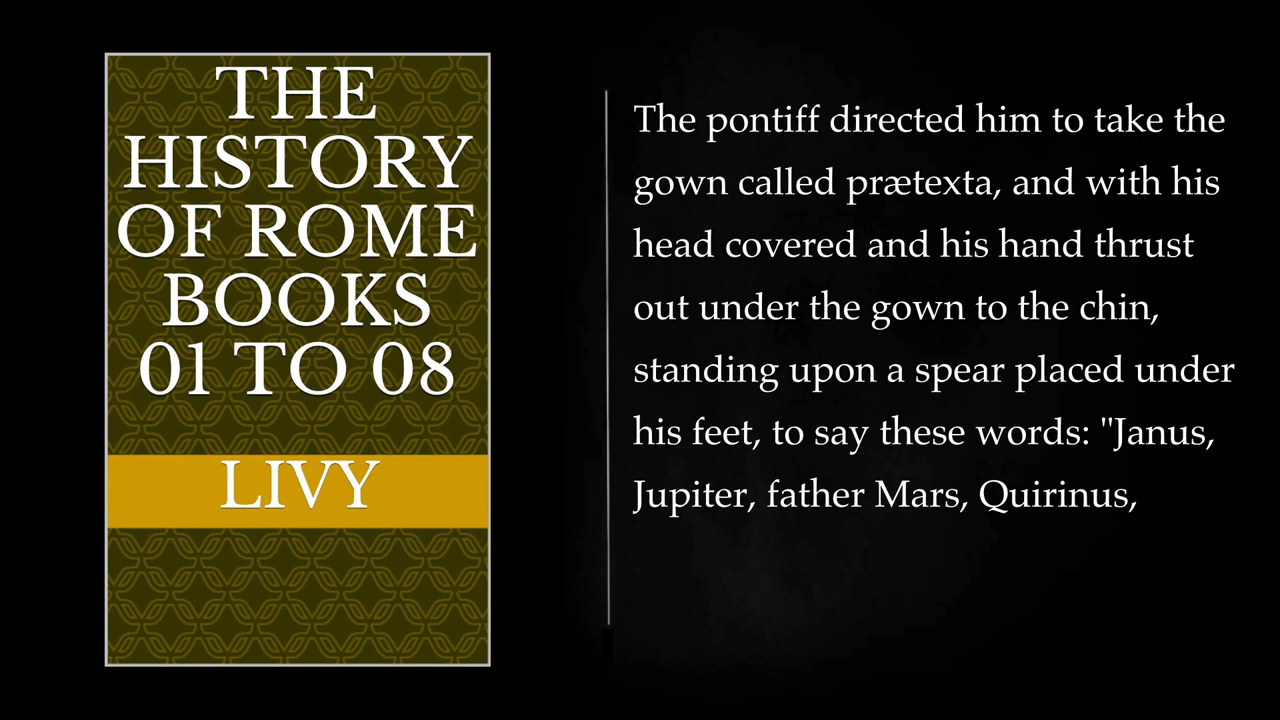 THE
HISTORY
OF ROME
BOOKS
01 TO 08
LIVY
The pontiff directed him to take the
gown called prætexta, and with his
head covered and his hand thrust
out under the gown to the chin,
standing upon a spear placed under
his feet, to say these words: "Janus,
Jupiter, father Mars, Quirinus,